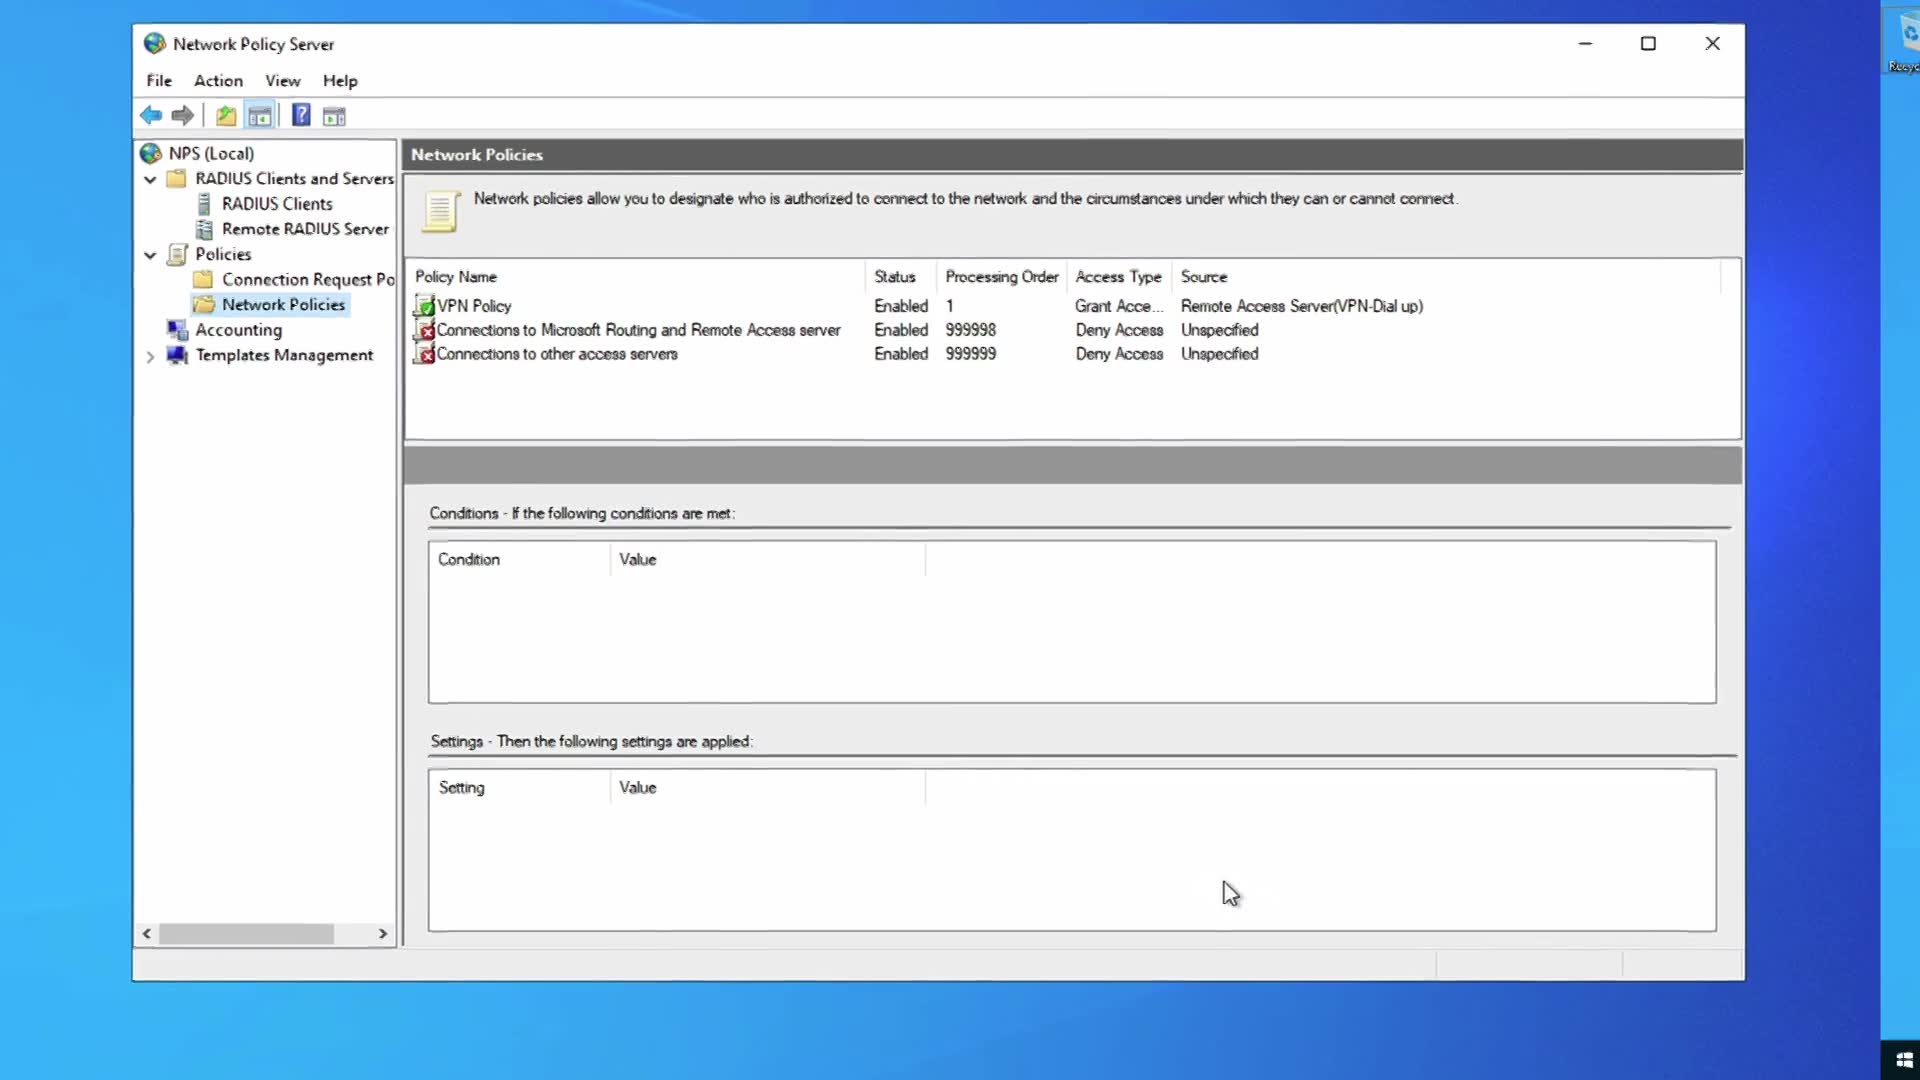 Network Policy Server
File Action View Help
NPS (Local)
RADIUS Clients and Servers
RADIUS Clients
Remote RADIUS Server
Policies
Connection Request Po
Network Policies
Accounting
Templates Management
Network Policies
Network policies allow you to designate who is authorized to connect to the network and the circumstances under which they can or cannot connect.
Policy Name Status Processing Order Access Type Source
VPN Policy Enabled 1 Grant Acce... Remote Access Server(VPN-Dial up)
Connections to Microsoft Routing and Remote Access server Enabled 999998 Deny Access Unspecified
Connections to other access servers Enabled 999999 Deny Access Unspecified
Conditions - If the following conditions are met:
Condition Value
Settings - Then the following settings are applied:
Setting Value
Recyc